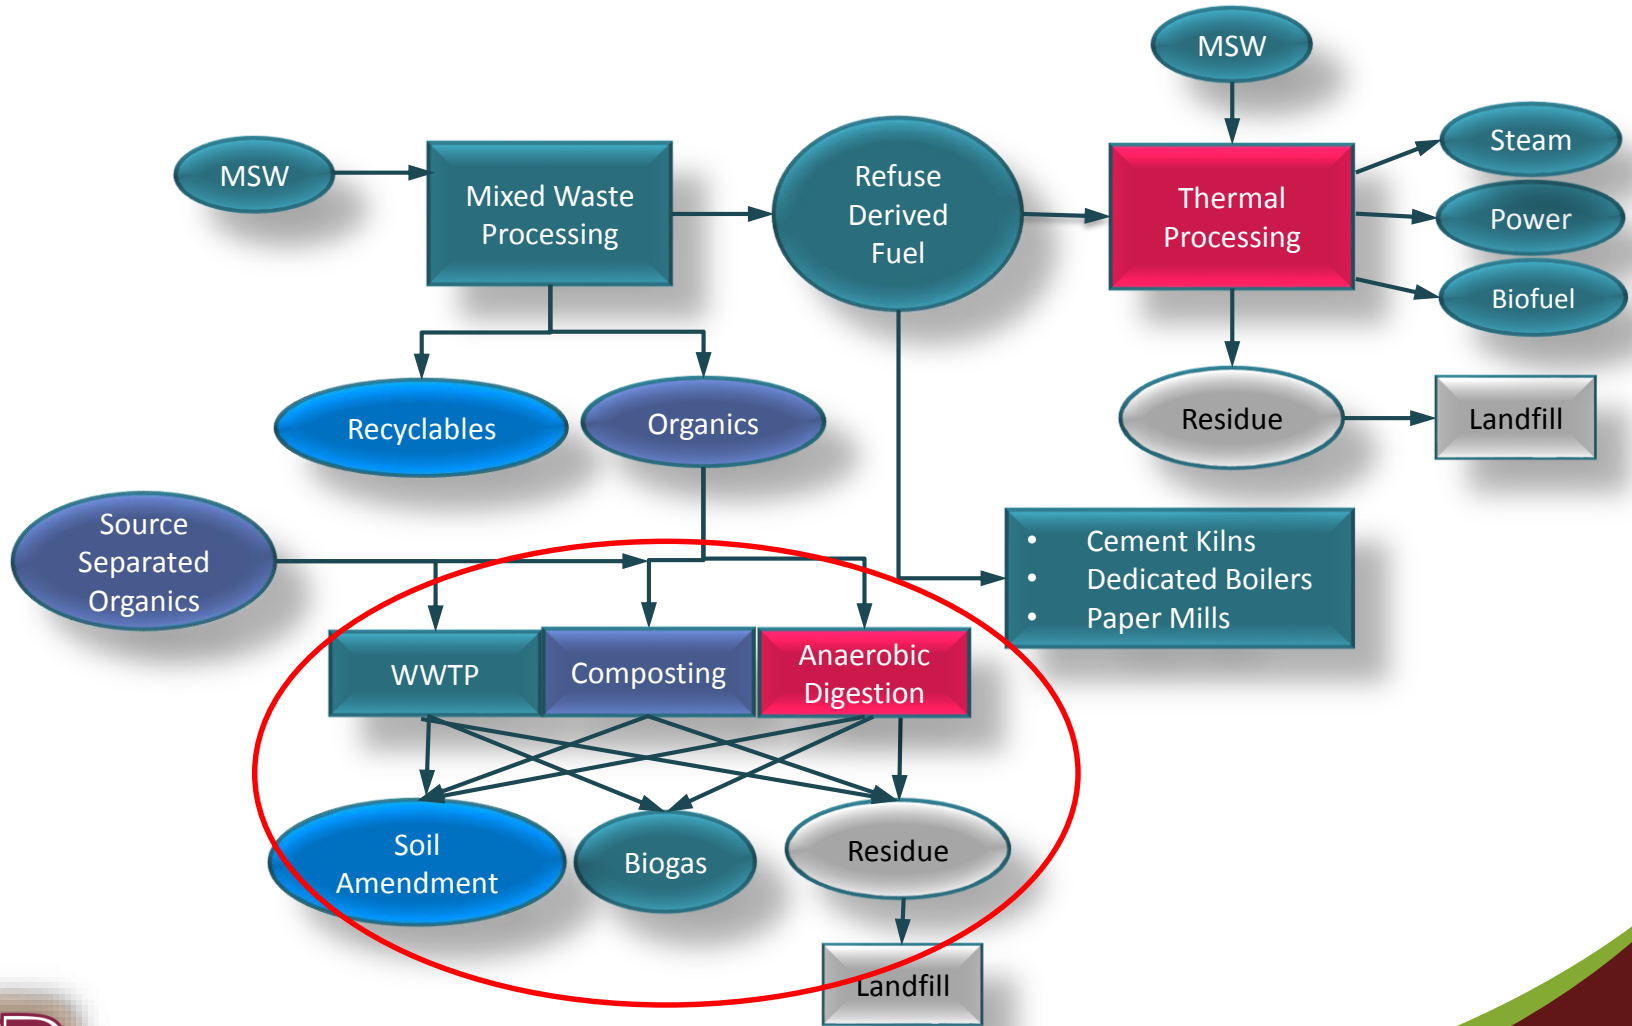 MSW
MSW
Mixed Waste
Processing
Refuse
Derived
Fuel
Thermal
Processing
Steam
Power
Biofuel
Recyclables
Organics
Residue
Landfill
Source
Separated
Organics
• Cement Kilns
• Dedicated Boilers
• Paper Mills
WWTP
Composting
Anaerobic
Digestion
Soil
Amendment
Biogas
Residue
Landfill